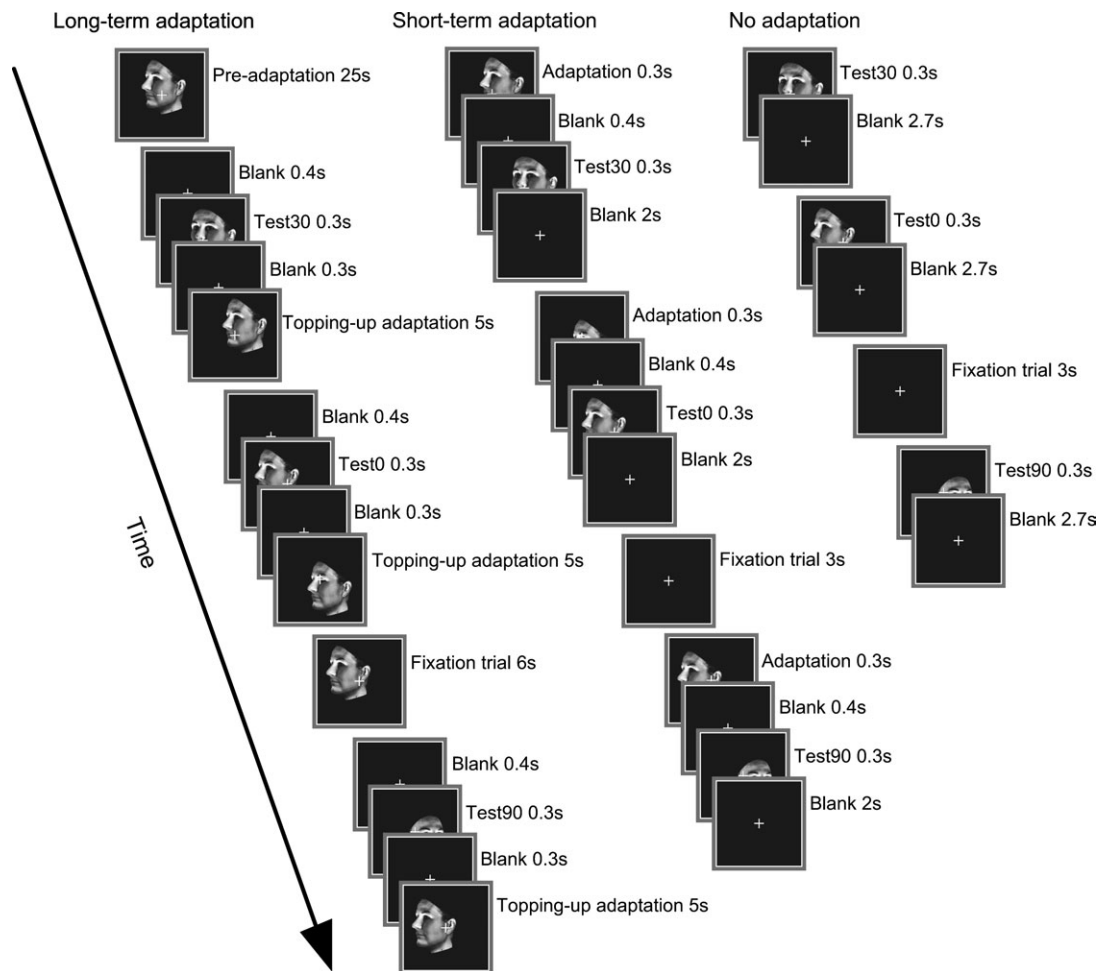 Long-term adaptation
Pre-adaptation 25s
Blank 0.4s
Test30 0.3s
Blank 0.3s
Topping-up adaptation 5s
Blank 0.4s
Test0 0.3s
Blank 0.3s
Topping-up adaptation 5s
Fixation trial 6s
Blank 0.4s
Test90 0.3s
Blank 0.3s
Topping-up adaptation 5s
Time
Short-term adaptation
Adaptation 0.3s
Blank 0.4s
Test30 0.3s
Blank 2s
Adaptation 0.3s
Blank 0.4s
Test0 0.3s
Blank 2s
Fixation trial 3s
Adaptation 0.3s
Blank 0.4s
Test90 0.3s
Blank 2s
No adaptation
Test30 0.3s
Blank 2.7s
Test0 0.3s
Blank 2.7s
Fixation trial 3s
Test90 0.3s
Blank 2.7s